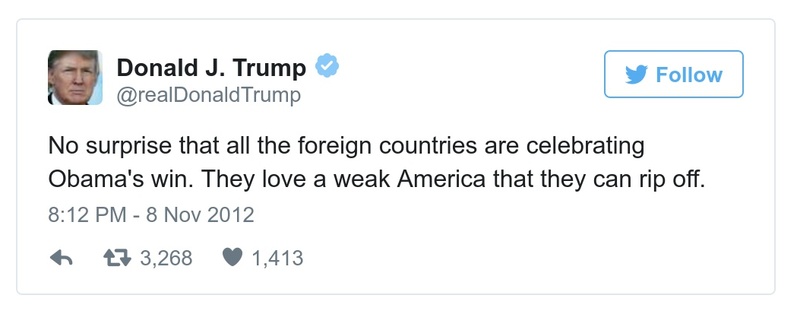 Donald J. Trump
@realDonaldTrump
Follow
No surprise that all the foreign countries are celebrating
Obama's win. They love a weak America that they can rip off.
8:12 PM - 8 Nov 2012
3,268 1,413